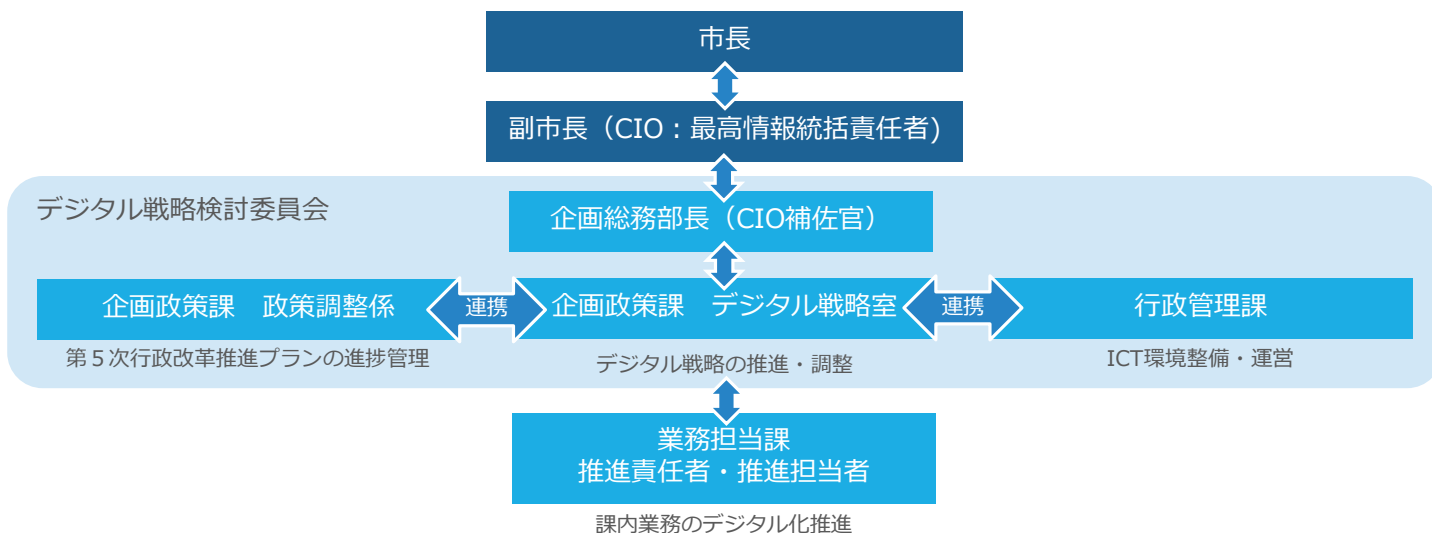 市長
副市長（CIO：最高情報統括責任者)
デジタル戦略検討委員会
企画総務部長（CIO補佐官）
企画政策課　政策調整係
連携
企画政策課　デジタル戦略室
連携
行政管理課
第５次行政改革推進プランの進捗管理
デジタル戦略の推進・調整
ICT環境整備・運営
業務担当課
推進責任者・推進担当者
課内業務のデジタル化推進